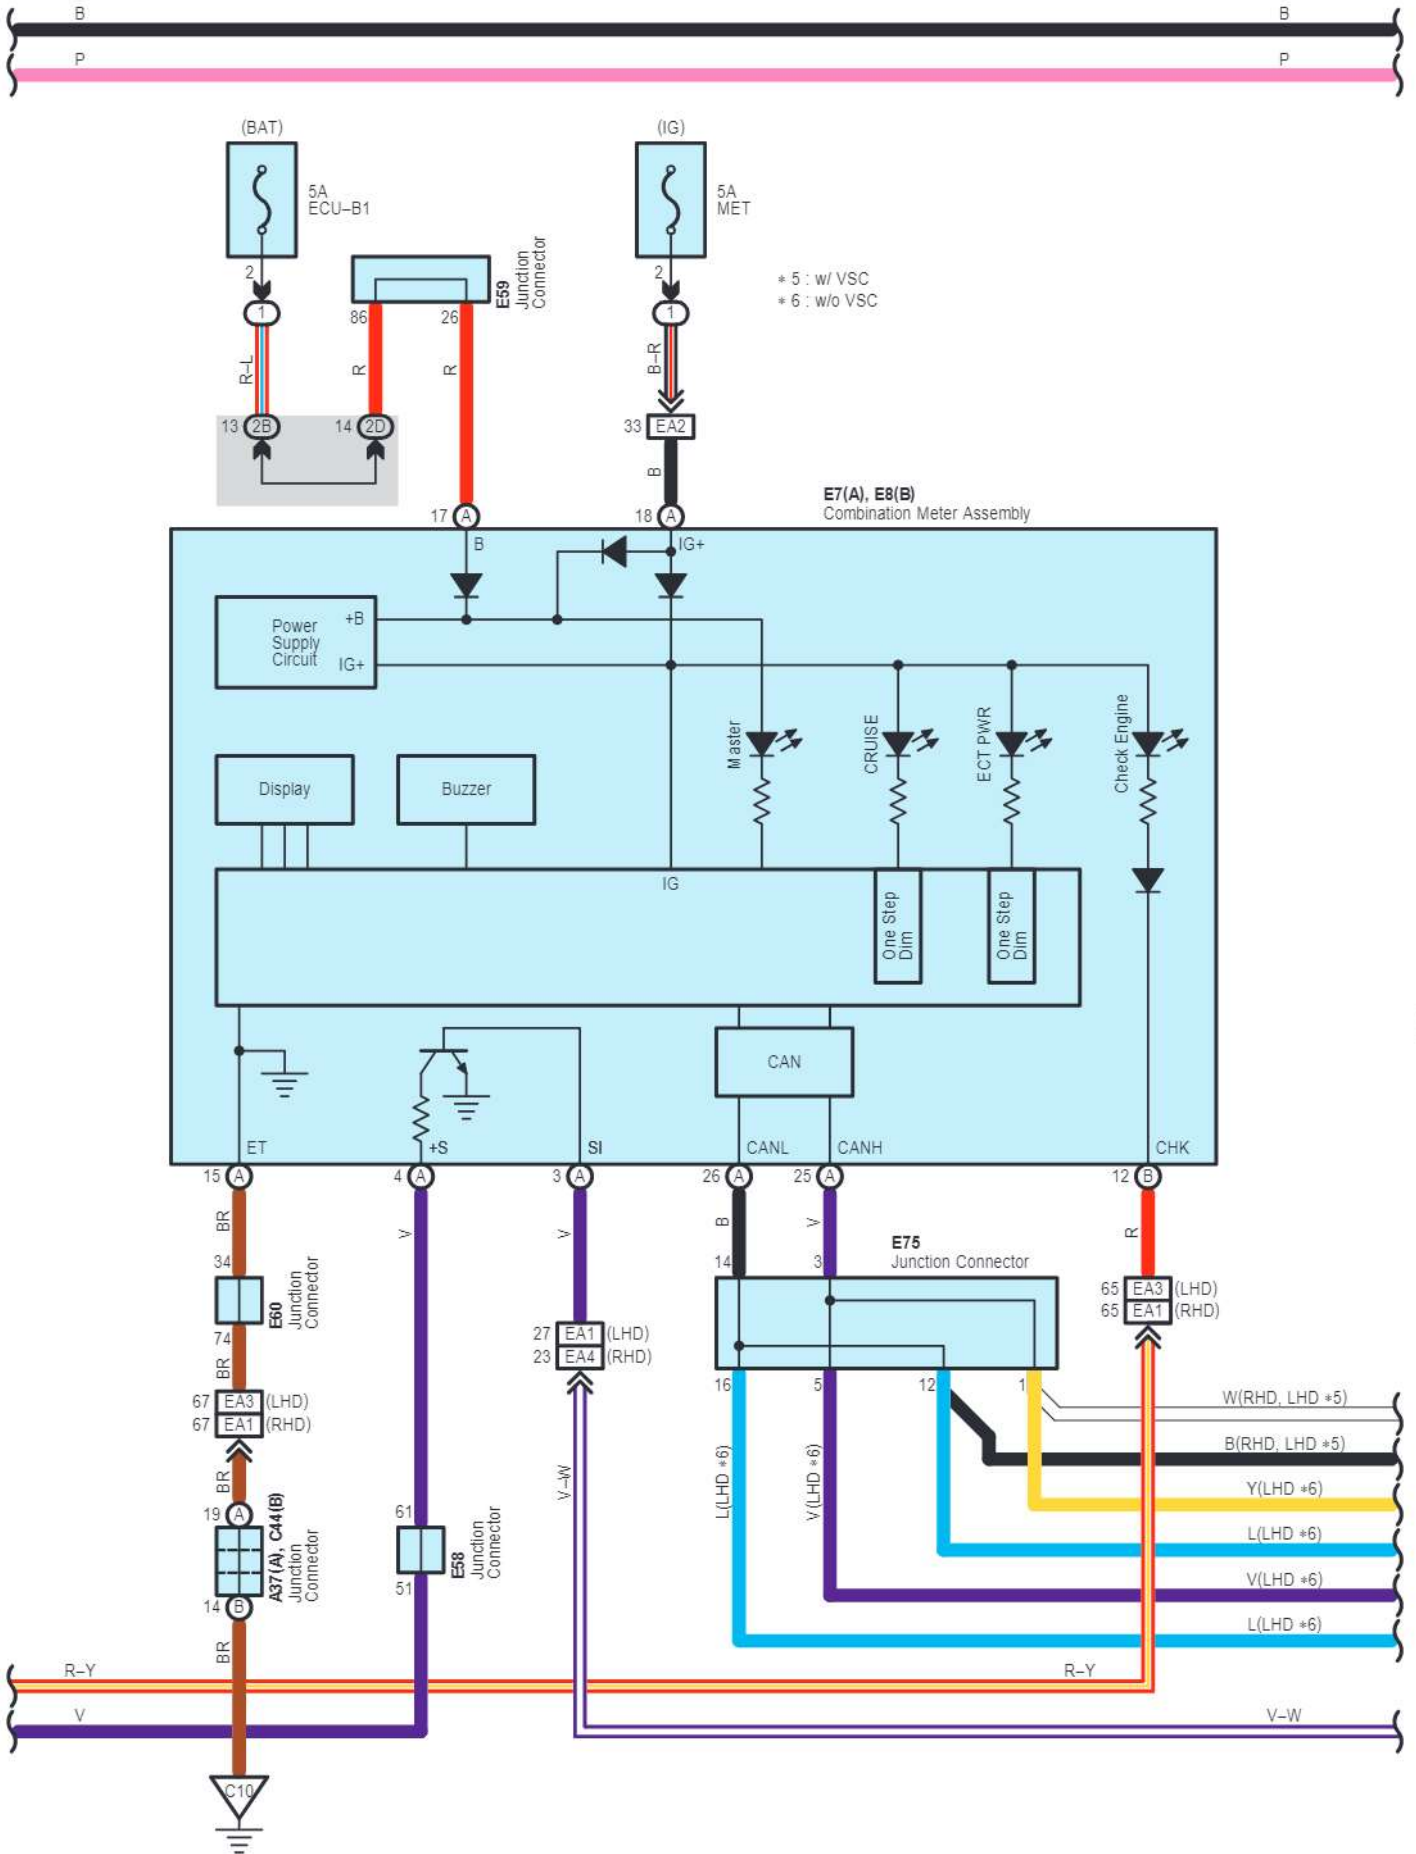 B B
P P
(BAT) (IG)
5A
ECU–B1
5A
MET
2 2
E59
Junction
Connector
∗ 5 : w/ VSC
∗ 6 : w/o VSC
1 1
86 26
R–L R R B–R
13 2B 14 2D 33 EA2
B
E7(A), E8(B)
Combination Meter Assembly
17 A 18 A
B IG+
Power
Supply
Circuit
+B
IG+
Master CRUISE ECT PWR Check Engine
Display Buzzer
IG
One Step
Dim
One Step
Dim
CAN
ET +S SI CANL CANH CHK
15 A 4 A 3 A 26 A 25 A 12 B
BR V V B V R
E75
Junction Connector
34 14 3
65 EA3 (LHD)
65 EA1 (RHD)
E60
Junction
Connector
74
27 EA1 (LHD)
23 EA4 (RHD)
BR
16 5 12 1
67 EA3 (LHD)
67 EA1 (RHD)
W(RHD, LHD ∗5)
B(RHD, LHD ∗5)
BR V–W L(LHD ∗6) V(LHD ∗6)
Y(LHD ∗6)
19 A 61
A37(A), C44(B)
Junction
Connector
E58
Junction
Connector
L(LHD ∗6)
51
V(LHD ∗6)
14 B
L(LHD ∗6)
BR
R–Y R–Y
V V–W
C10